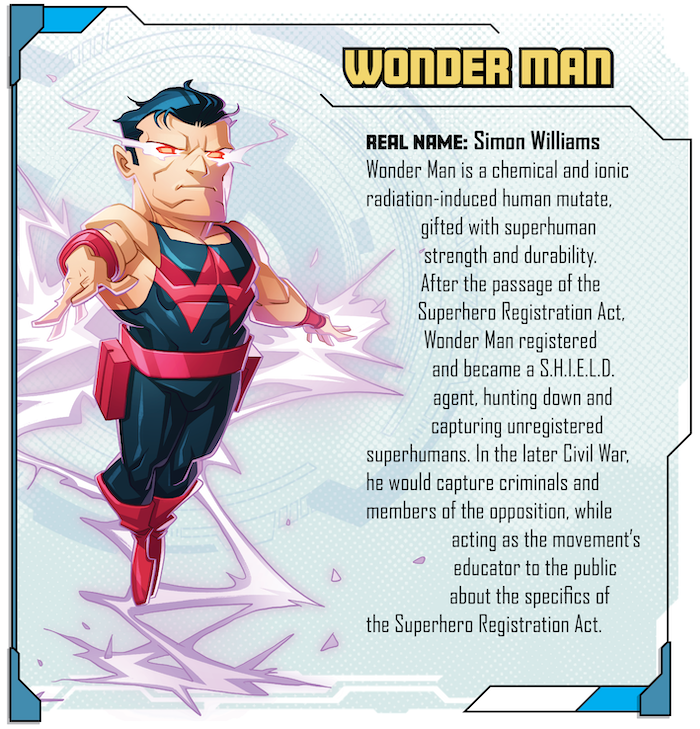 WONDER MAN
REAL NAME: Simon Williams
Wonder Man is a chemical and ionic
radiation-induced human mutate,
gifted with superhuman
strength and durability.
After the passage of the
Superhero Registration Act,
Wonder Man registered
and became a S.H.I.E.L.D.
agent, hunting down and
capturing unregistered
superhumans. In the later Civil War,
he would capture criminals and
members of the opposition, while
acting as the movement's
educator to the public
about the specifics of
the Superhero Registration Act.